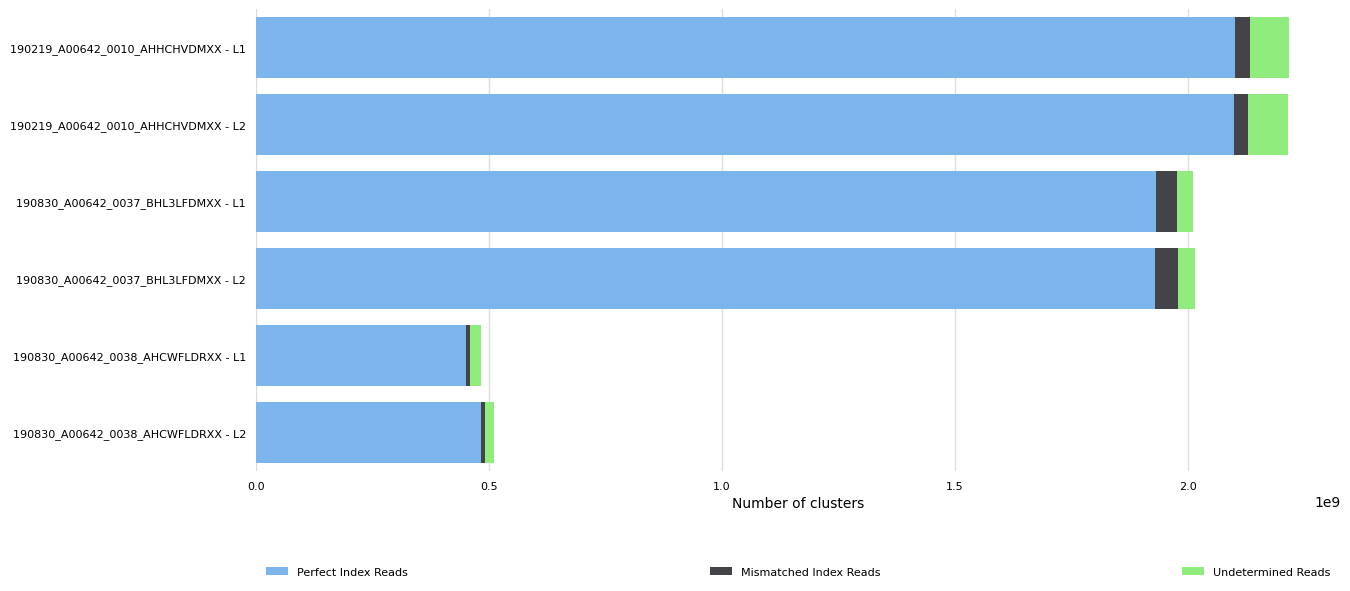 190219_A00642_0010_AHHCHVDMXX - L1
190219_A00642_0010_AHHCHVDMXX - L2
190830_A00642_0037_BHL3LFDMXX - L1
190830_A00642_0037_BHL3LFDMXX - L2
190830_A00642_0038_AHCWFLDRXX - L1
190830_A00642_0038_AHCWFLDRXX - L2
0.0 0.5 1.0 1.5 2.0
Number of clusters 1e9
Perfect Index Reads Mismatched Index Reads Undetermined Reads